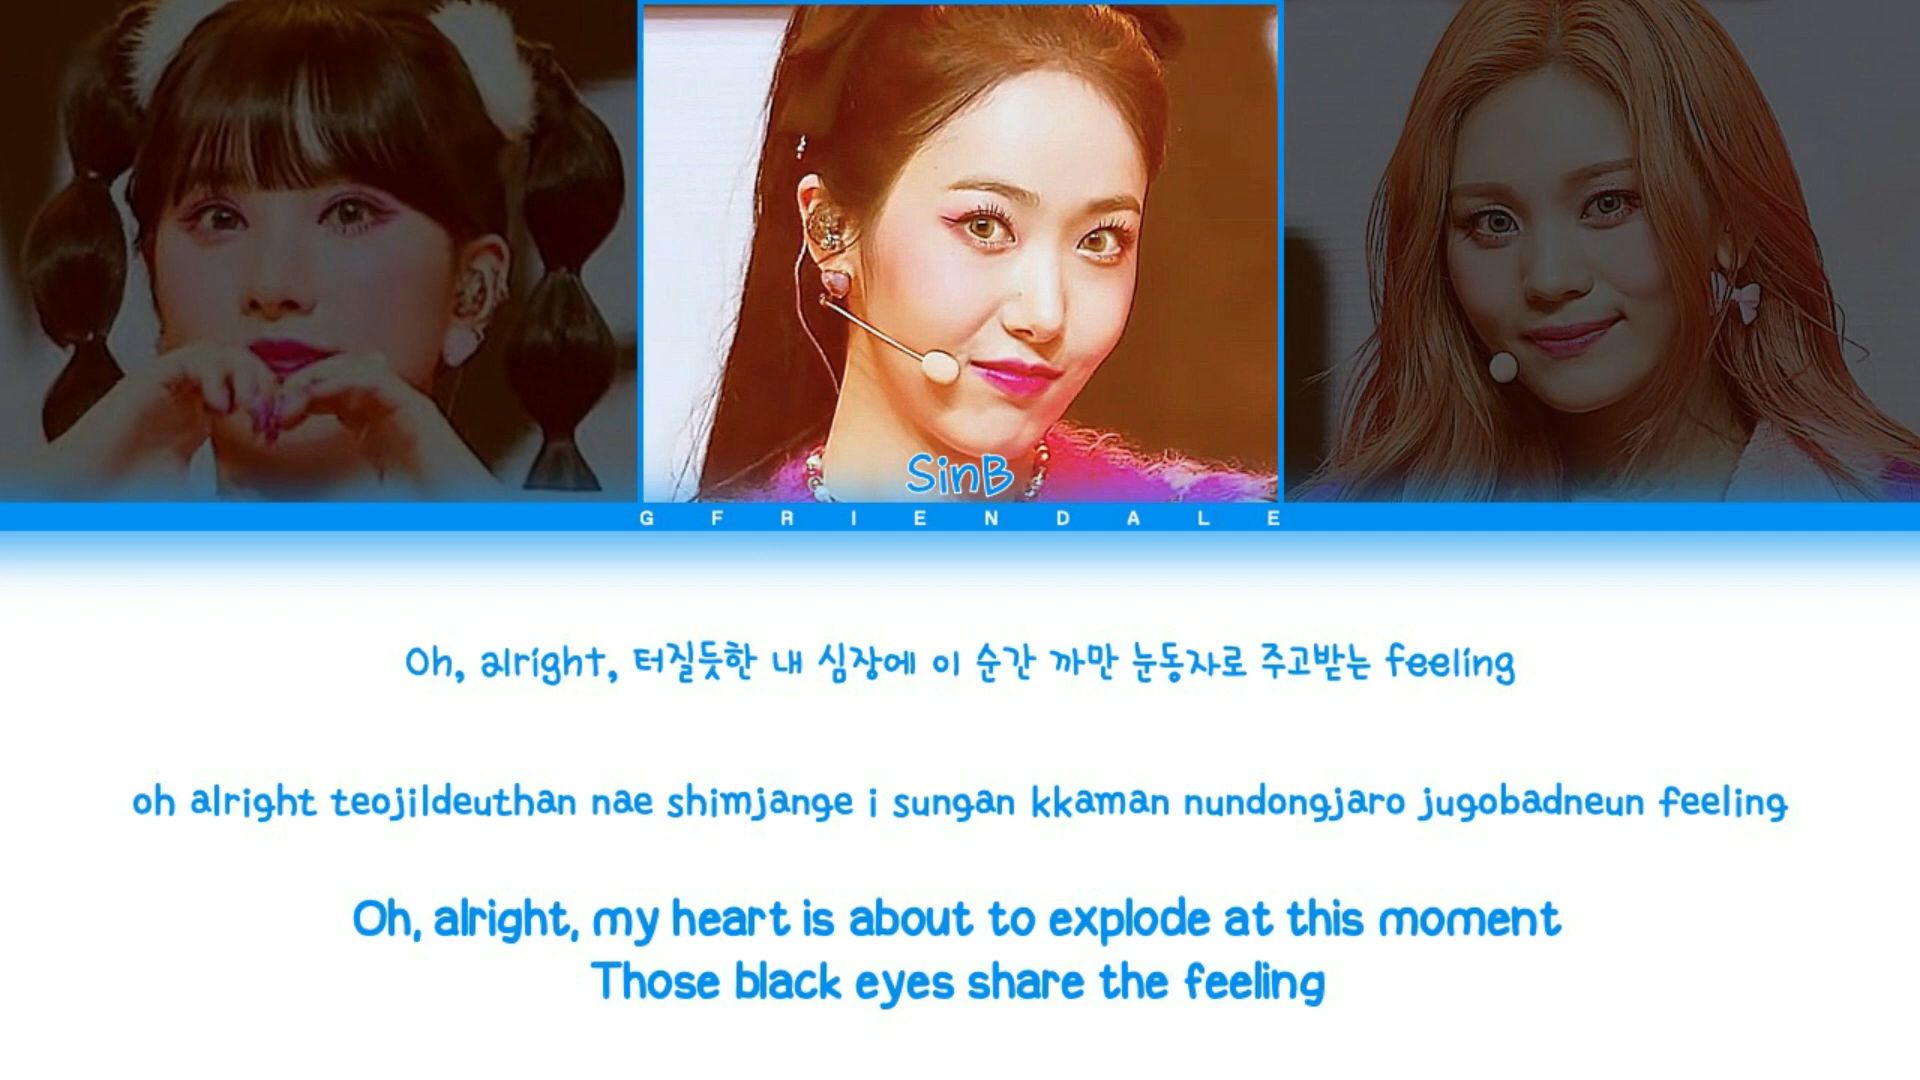 SinB
GFRIENDALE
Oh, alright, 터질듯한 내 심장에 이 순간 까만 눈동자로 주고받는 feeling
oh alright teojildeuthan nae shimjange i sungan kkaman nundongjaro jugobadneun feeling
Oh, alright, my heart is about to explode at this moment
Those black eyes share the feeling